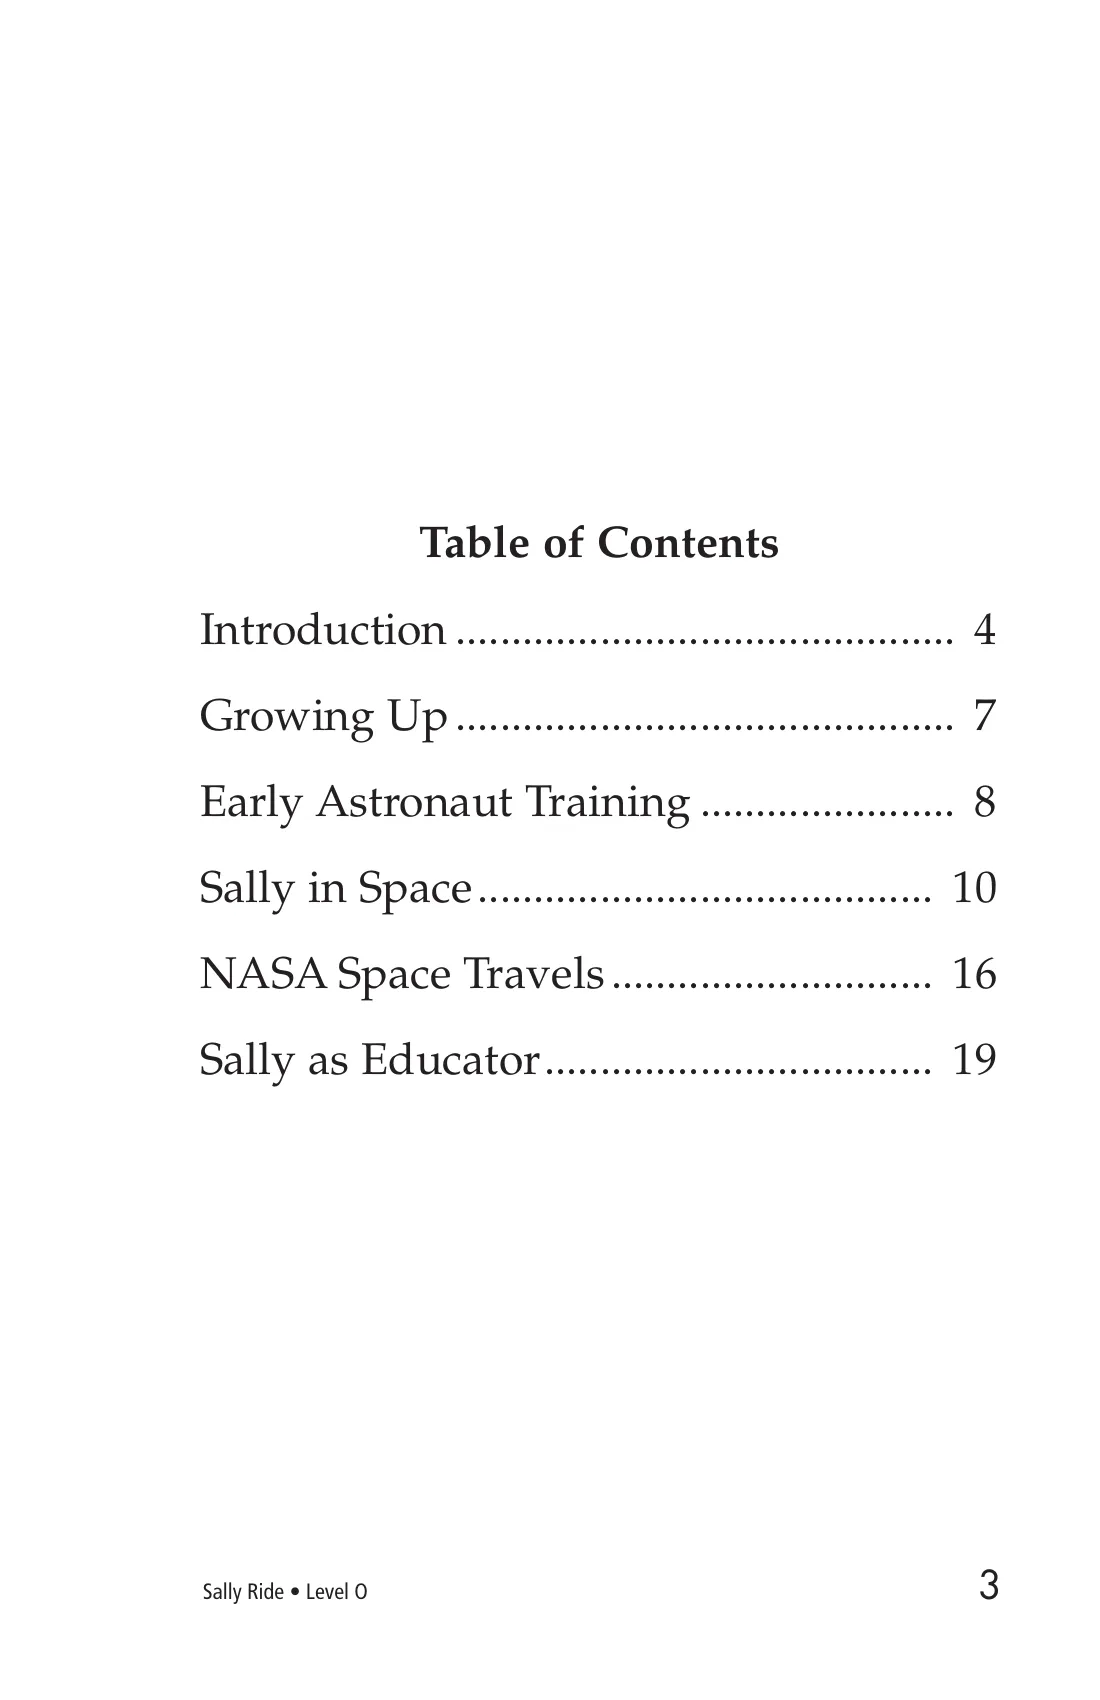 Table of Contents
Introduction ............................................. 4
Growing Up ............................................. 7
Early Astronaut Training ....................... 8
Sally in Space ......................................... 10
NASA Space Travels ............................. 16
Sally as Educator ................................... 19
Sally Ride • Level O 3